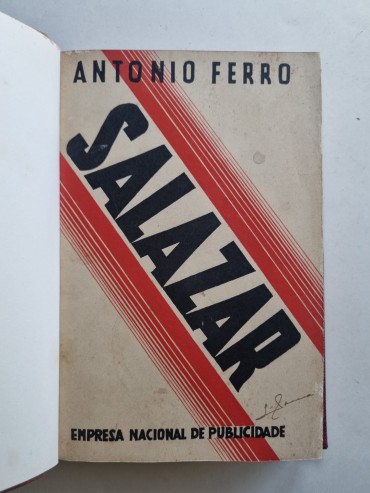 ANTONIO FERRO
SALAZAR
EMPRESA NACIONAL DE PUBLICIDADE